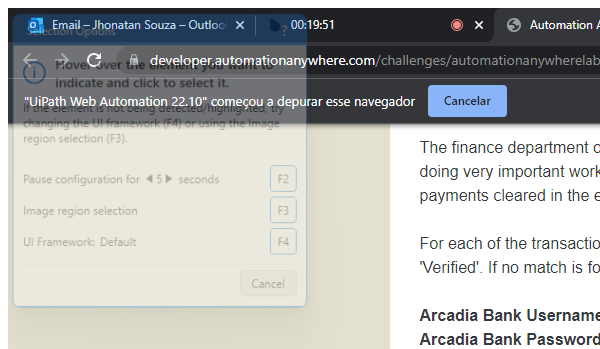 Email – Jhonatan Souza – Outloo
00:19:51
Automation A
Selection Options
?
developer.automationanywhere.com/challenges/automationanywherelab
Hover over the element you want to
indicate and click to select it.
"UiPath Web Automation 22.10" começou a depurar esse navegador
Cancelar
If the element is not being detected/highlighted, try
changing the UI framework (F4) or using the Image
region selection (F3).
Pause configuration for 5 seconds
F2
Image region selection
F3
UI Framework: Default
F4
Cancel
The finance department o
doing very important work
payments cleared in the e
For each of the transactio
'Verified'. If no match is fo
Arcadia Bank Username
Arcadia Bank Password